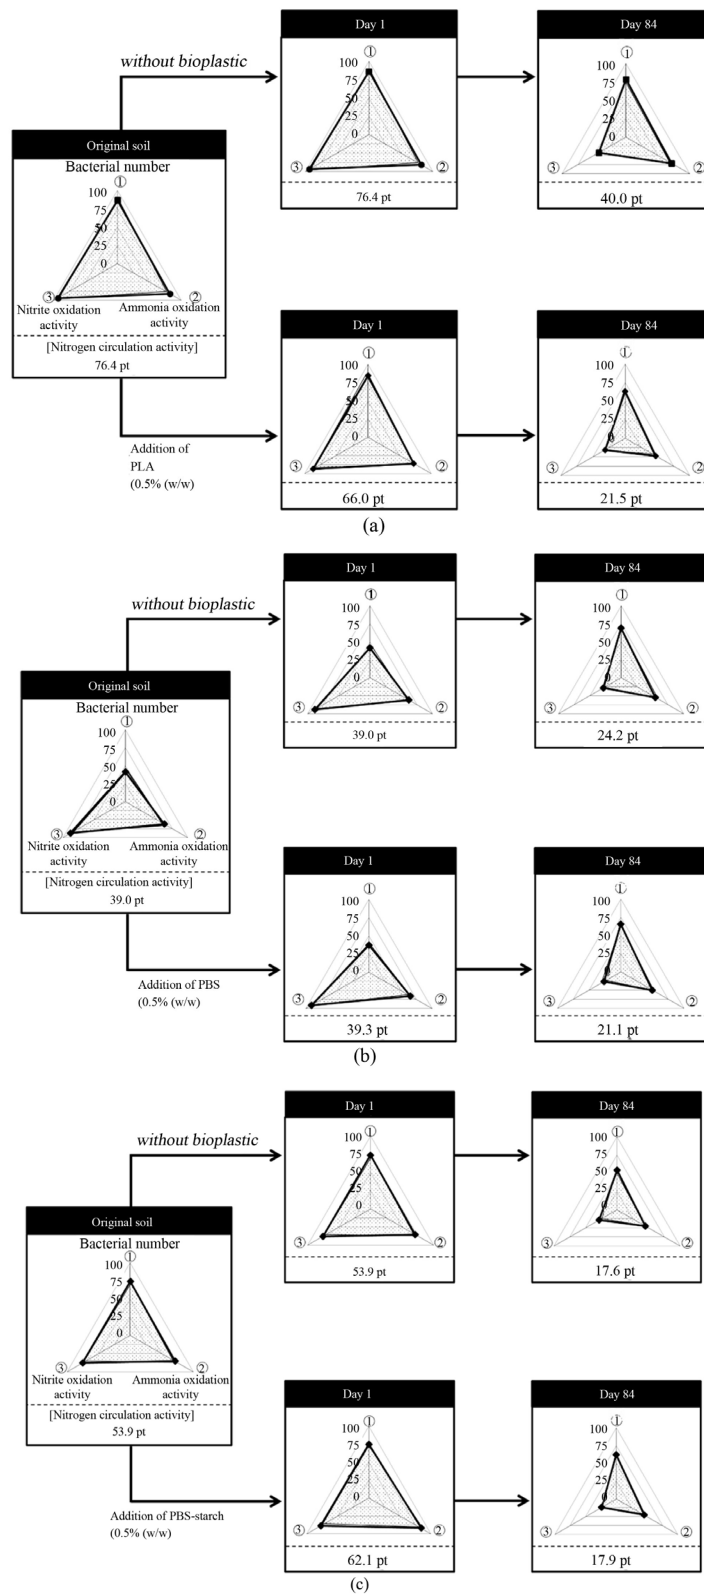 Day 1
Day 84
without bioplastic
①
①
100
75
50
25
0
100
75
50
25
0
③
②
③
②
76.4 pt
40.0 pt
Original soil
Bacterial number
①
100
75
50
25
0
③
②
Nitrite oxidation
activity
Ammonia oxidation
activity
[Nitrogen circulation activity]
76.4 pt
Addition of
PLA
(0.5% (w/w)
Day 1
Day 84
①
①
100
75
50
25
0
100
75
50
25
0
③
②
③
②
66.0 pt
21.5 pt
(a)
Day 1
Day 84
without bioplastic
①
①
100
75
50
25
0
100
75
50
25
0
③
②
③
②
39.0 pt
24.2 pt
Original soil
Bacterial number
①
100
75
50
25
0
③
②
Nitrite oxidation
activity
Ammonia oxidation
activity
[Nitrogen circulation activity]
39.0 pt
Addition of PBS
(0.5% (w/w)
Day 1
Day 84
①
①
100
75
50
25
0
100
75
50
25
0
③
②
③
②
39.3 pt
21.1 pt
(b)
Day 1
Day 84
without bioplastic
①
①
100
75
50
25
0
100
75
50
25
0
③
②
③
②
53.9 pt
17.6 pt
Original soil
Bacterial number
①
100
75
50
25
0
③
②
Nitrite oxidation
activity
Ammonia oxidation
activity
[Nitrogen circulation activity]
53.9 pt
Addition of PBS-starch
(0.5% (w/w)
Day 1
Day 84
①
①
100
75
50
25
0
100
75
50
25
0
③
②
③
②
62.1 pt
17.9 pt
(c)